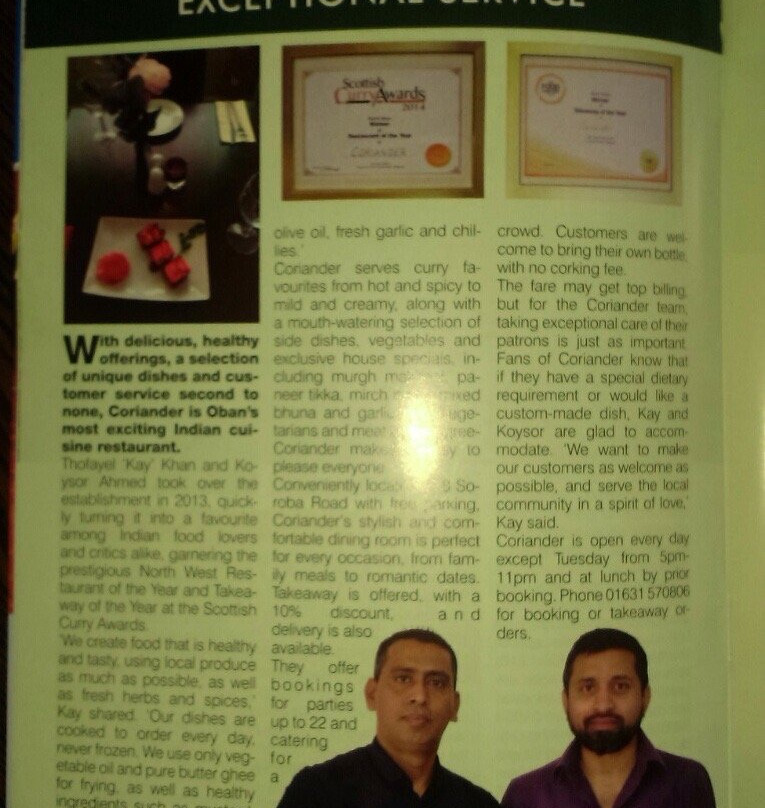 EXCEPTIONAL SERVICE
Scottish
Curry Awards
2014
Winner
Restaurant of the Year
CORIANDER
With delicious, healthy
offerings, a selection
of unique dishes and cus-
tomer service second to
none, Coriander is Oban's
most exciting Indian cui-
sine restaurant.
Thofayel 'Kay' Khan and Ko-
ysor Ahmed took over the
establishment in 2013, quick-
ly turning it into a favourite
among Indian food lovers
and critics alike, garnering the
prestigious North West Res-
taurant of the Year and Takea-
way of the Year at the Scottish
Curry Awards.
'We create food that is healthy
and tasty, using local produce
as much as possible, as well
as fresh herbs and spices,'
Kay shared. 'Our dishes are
cooked to order every day,
never frozen. We use only veg-
etable oil and pure butter ghee
for frying, as well as healthy
ingredients such as
olive oil, fresh garlic and chil-
lies.'
Coriander serves curry fa-
vourites from hot and spicy to
mild and creamy, along with
a mouth-watering selection of
side dishes, vegetables and
exclusive house specials, in-
cluding murgh pa-
neer tikka, mirch mixed
bhuna and
tarians and meat
Coriander to
please everyone
Conveniently So-
roba Road with free parking,
Coriander's stylish and com-
fortable dining room is perfect
for every occasion, from fam-
ily meals to romantic dates.
Takeaway is offered, with a
10% discount, and
delivery is also
available.
They offer
bookings
for parties
up to 22 and
catering
for
a
crowd. Customers are wel-
come to bring their own bottle,
with no corking fee.
The fare may get top billing,
but for the Coriander team,
taking exceptional care of their
patrons is just as important.
Fans of Coriander know that
if they have a special dietary
requirement or would like a
custom-made dish, Kay and
Koysor are glad to accom-
modate. 'We want to make
our customers as welcome as
possible, and serve the local
community in a spirit of love,'
Kay said.
Coriander is open every day
except Tuesday from 5pm-
11pm and at lunch by prior
booking. Phone 01631 570806
for booking or takeaway or-
ders.